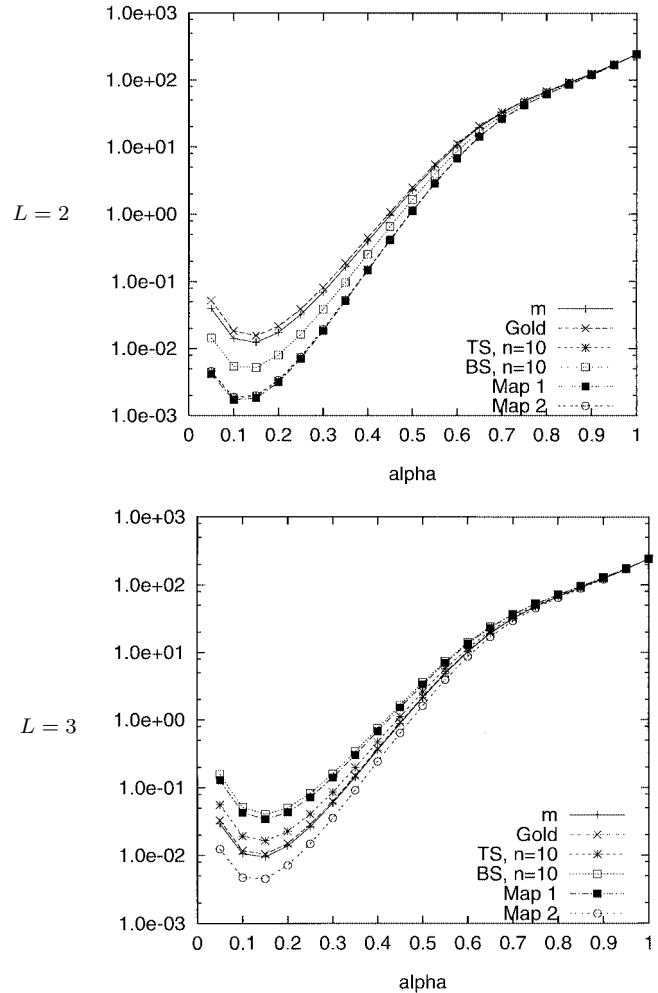 1.0e+03
1.0e+02
1.0e+01
1.0e+00
1.0e-01
1.0e-02
1.0e-03
L = 2
m
Gold
TS, n=10
BS, n=10
Map 1
Map 2
0 0.1 0.2 0.3 0.4 0.5 0.6 0.7 0.8 0.9 1
alpha
1.0e+03
1.0e+02
1.0e+01
1.0e+00
1.0e-01
1.0e-02
1.0e-03
L = 3
m
Gold
TS, n=10
BS, n=10
Map 1
Map 2
0 0.1 0.2 0.3 0.4 0.5 0.6 0.7 0.8 0.9 1
alpha